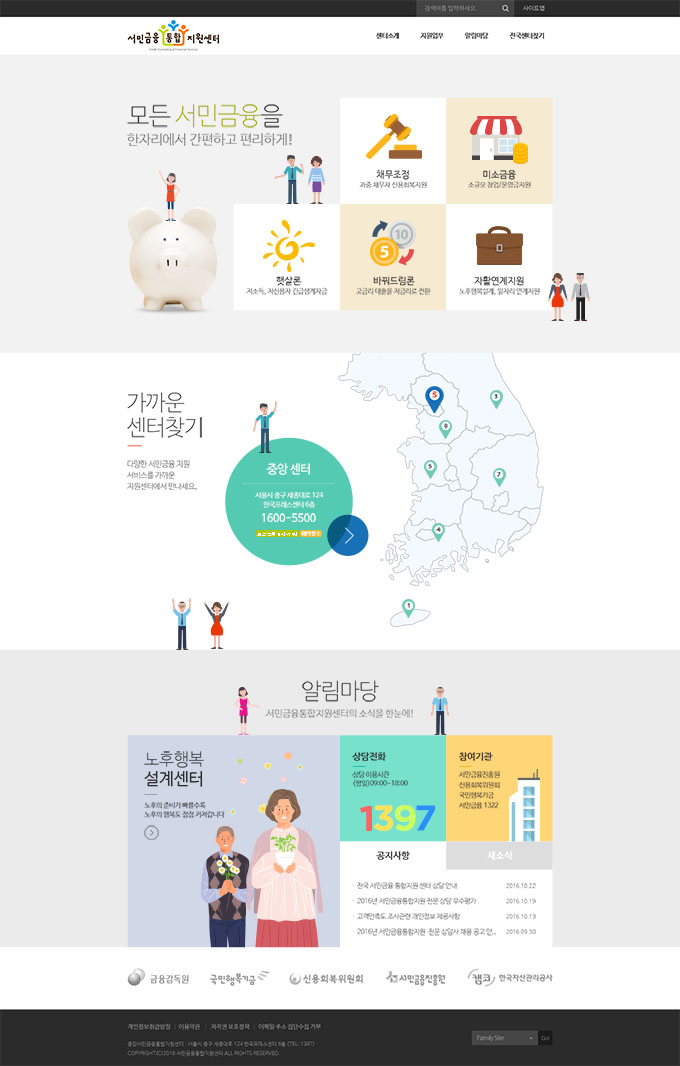 검색어를 입력하세요.
사이트맵
서민금융 통합 지원센터
센터소개
지원업무
알림마당
전국센터찾기
모든 서민금융을
한자리에서 간편하고 편리하게!
채무조정
과중 채무자 신용회복지원
미소금융
소규모 창업/운영금지원
10
5
햇살론
저소득, 저신용자 긴급생계자금
바꿔드림론
고금리 대출을 저금리로 전환
자활연계지원
노후행복설계, 일자리 연계지원
가까운
센터찾기
다양한 서민금융 지원
서비스를 가까운
지원센터에서 만나세요.
중앙 센터
서울시 중구 세종대로 124
한국프레스센터 6층
1600-5500
5
3
8
5
7
4
1
알림마당
서민금융통합지원센터의 소식을 한눈에!
노후행복
설계센터
노후의 준비가 빠를수록
노후의 행복도 점점 커져갑니다
상담전화
상담 이용시간
(평일)09:00~18:00
1397
참여기관
서민금융진흥원
신용회복위원회
국민행복기금
서민금융 1322
공지사항
새소식
· 전국 서민금융 통합지원 센터 상담 안내 2016.10.22
· 2016년 서민금융통합지원 전문 상담 우수평가 2016.10.19
· 고객만족도 조사관련 개인정보 제공사항 2016.10.13
· 2016년 서민금융통합지원 전문 상담사 채용 공고 안... 2016.09.30
금융감독원
국민행복기금
신용회복위원회
서민금융진흥원
캠코 한국자산관리공사
개인정보취급방침 | 이용약관 | 저작권 보호정책 | 이메일 주소 집단수집 거부
중앙서민금융통합지원센터 : 서울시 중구 세종대로 124 한국프레스센터 6층 (TEL. 1397)
COPYRIGHT(C)2016 서민금융통합지원센터 ALL RIGHTS RESERVED.
Family Site
Go